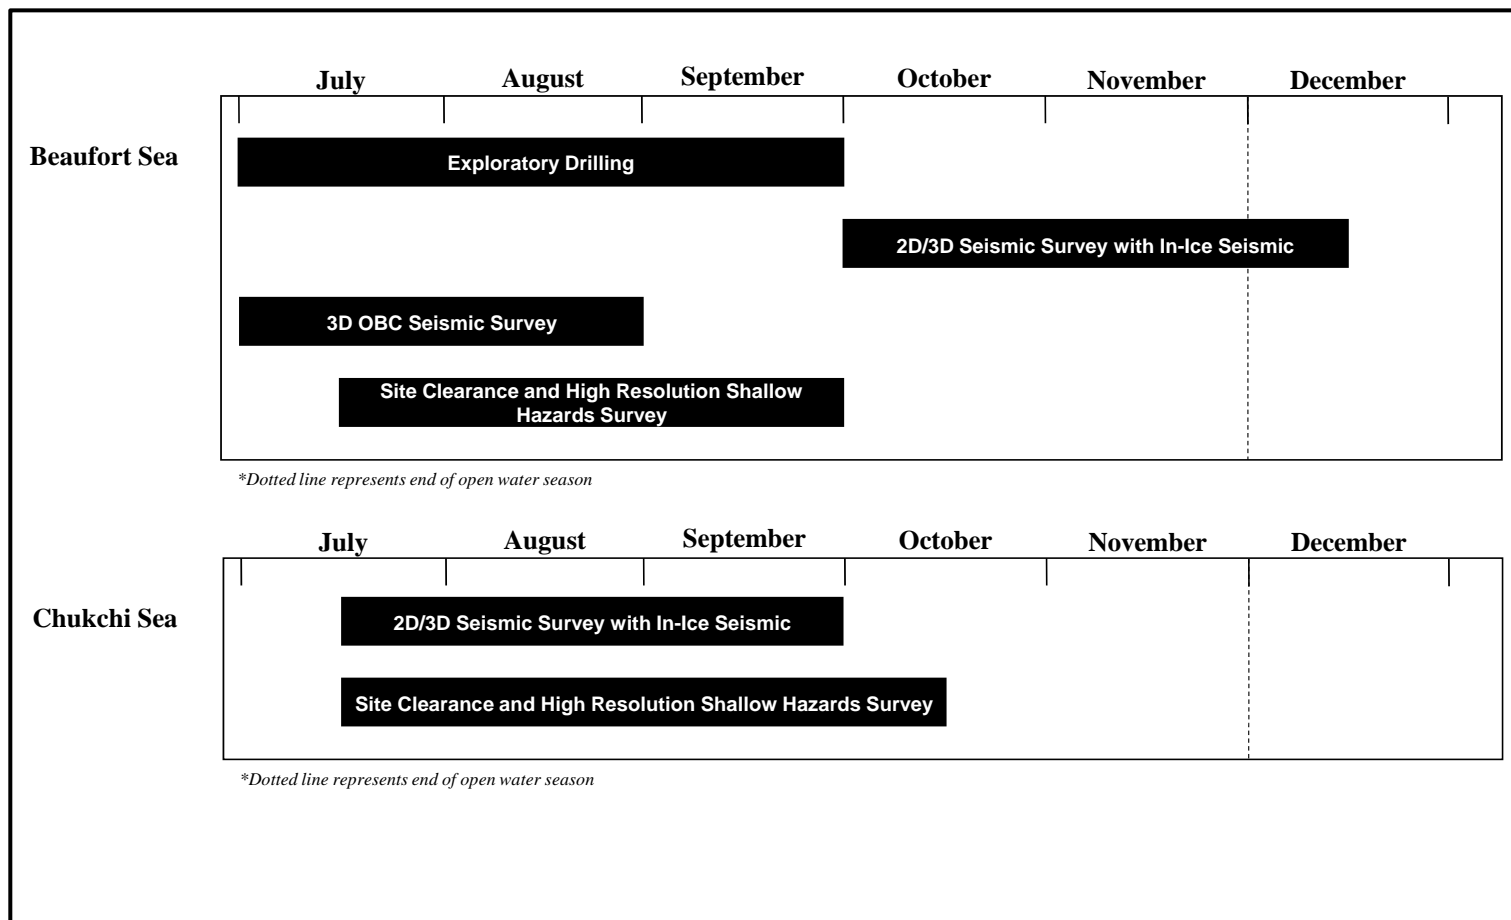 July August September October November December
Beaufort Sea
Exploratory Drilling
2D/3D Seismic Survey with In-Ice Seismic
3D OBC Seismic Survey
Site Clearance and High Resolution Shallow
Hazards Survey
*Dotted line represents end of open water season
July August September October November December
Chukchi Sea
2D/3D Seismic Survey with In-Ice Seismic
Site Clearance and High Resolution Shallow Hazards Survey
*Dotted line represents end of open water season